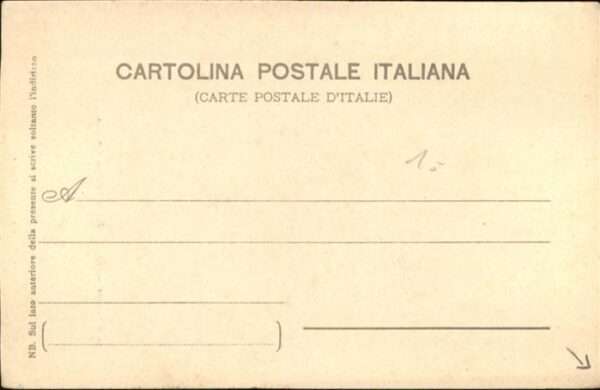 CARTOLINA POSTALE ITALIANA
(CARTE POSTALE D'ITALIE)
1.-
A
NB. Sul lato anteriore della presente si scrive soltanto l'indirizzo